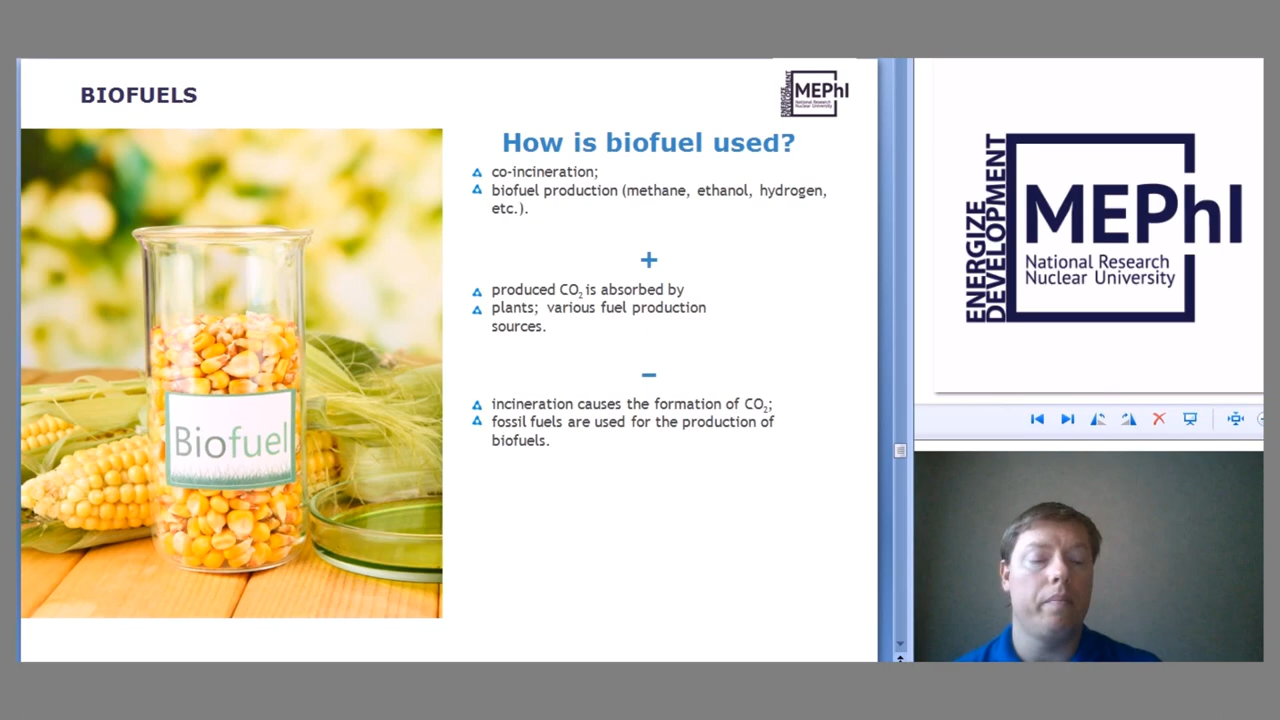 BIOFUELS
ENERGIZE
DEVELOPMENT
MEPhI
National Research
Nuclear University
How is biofuel used?
co-incineration;
biofuel production (methane, ethanol, hydrogen,
etc.).
+
produced CO₂ is absorbed by
plants; various fuel production
sources.
–
incineration causes the formation of CO₂;
fossil fuels are used for the production of
biofuels.
Biofuel
ENERGIZE
DEVELOPMENT
MEPhI
National Research
Nuclear University